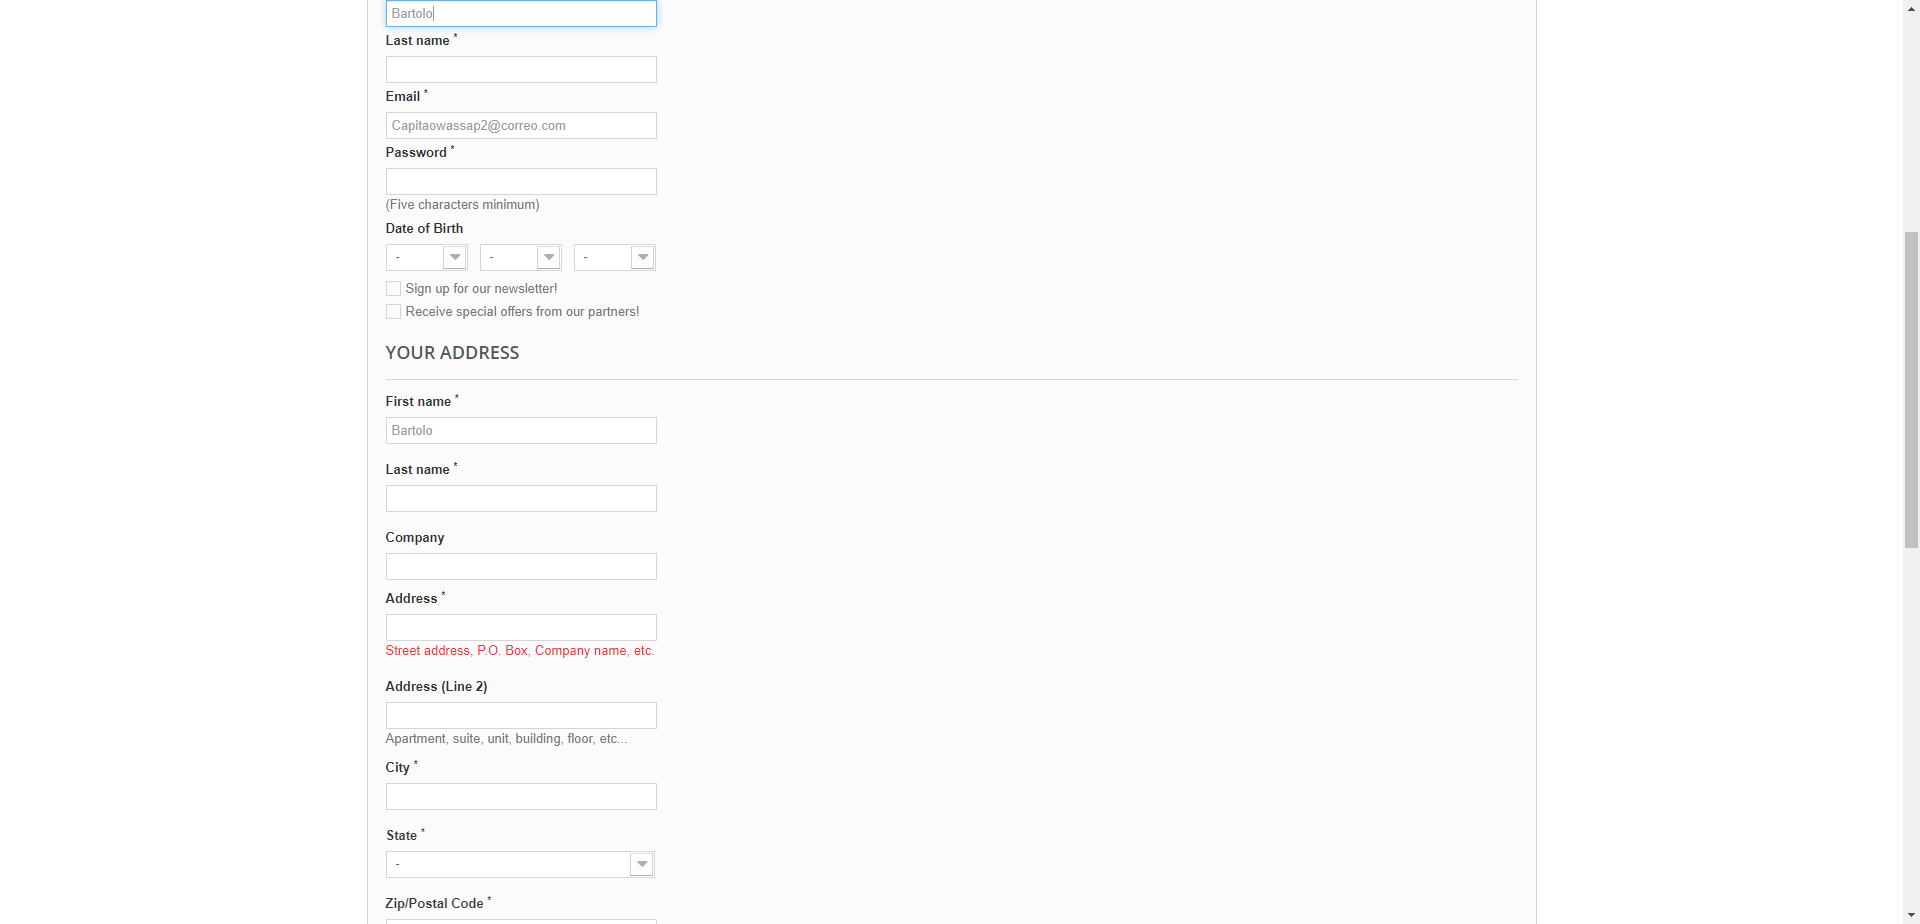 Bartolo
Last name *
Email *
Capitaowassap2@correo.com
Password *
(Five characters minimum)
Date of Birth
- - -
Sign up for our newsletter!
Receive special offers from our partners!
YOUR ADDRESS
First name *
Bartolo
Last name *
Company
Address *
Street address, P.O. Box, Company name, etc.
Address (Line 2)
Apartment, suite, unit, building, floor, etc...
City *
State *
-
Zip/Postal Code *